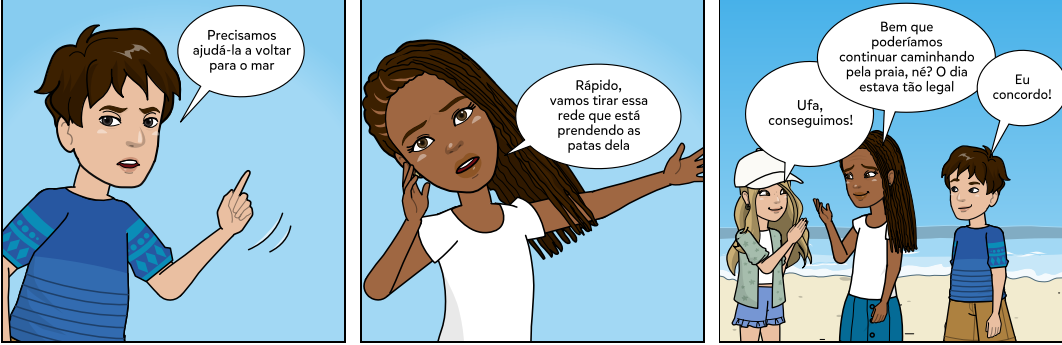 Precisamos
ajudá-la a voltar
para o mar
Rápido,
vamos tirar essa
rede que está
prendendo as
patas dela
Ufa,
conseguimos!
Bem que
poderíamos
continuar caminhando
pela praia, né? O dia
estava tão legal
Eu
concordo!